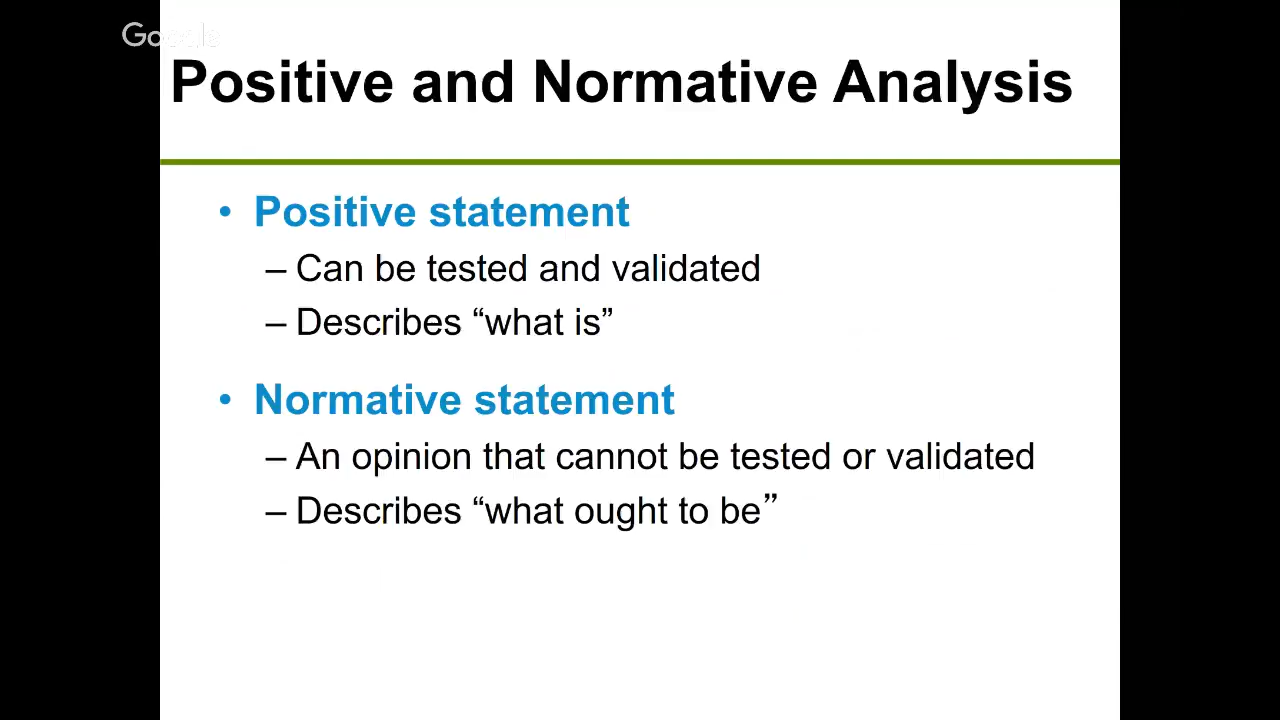 Google
Positive and Normative Analysis
• Positive statement
– Can be tested and validated
– Describes “what is”
• Normative statement
– An opinion that cannot be tested or validated
– Describes “what ought to be”